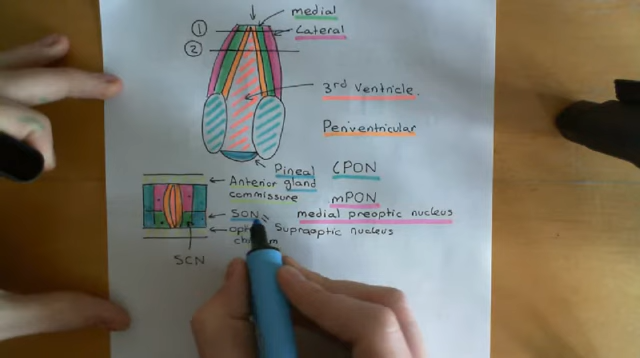 ① medial
Lateral
②
3rd Ventricle.
Periventricular
Pineal gland
LPON
Anterior commissure
mPON
medial preoptic nucleus
SON =
Supraoptic nucleus
SCN